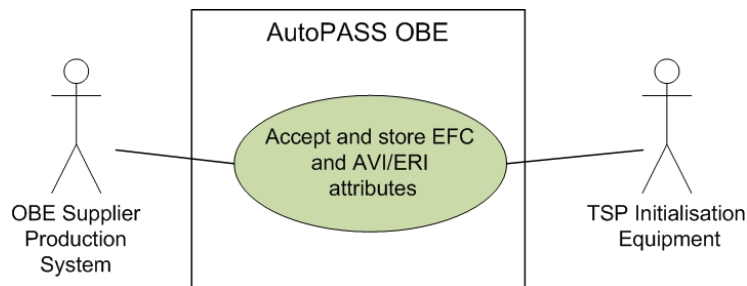 AutoPASS OBE
Accept and store EFC
and AVI/ERI
attributes
OBE Supplier
Production
System
TSP Initialisation
Equipment